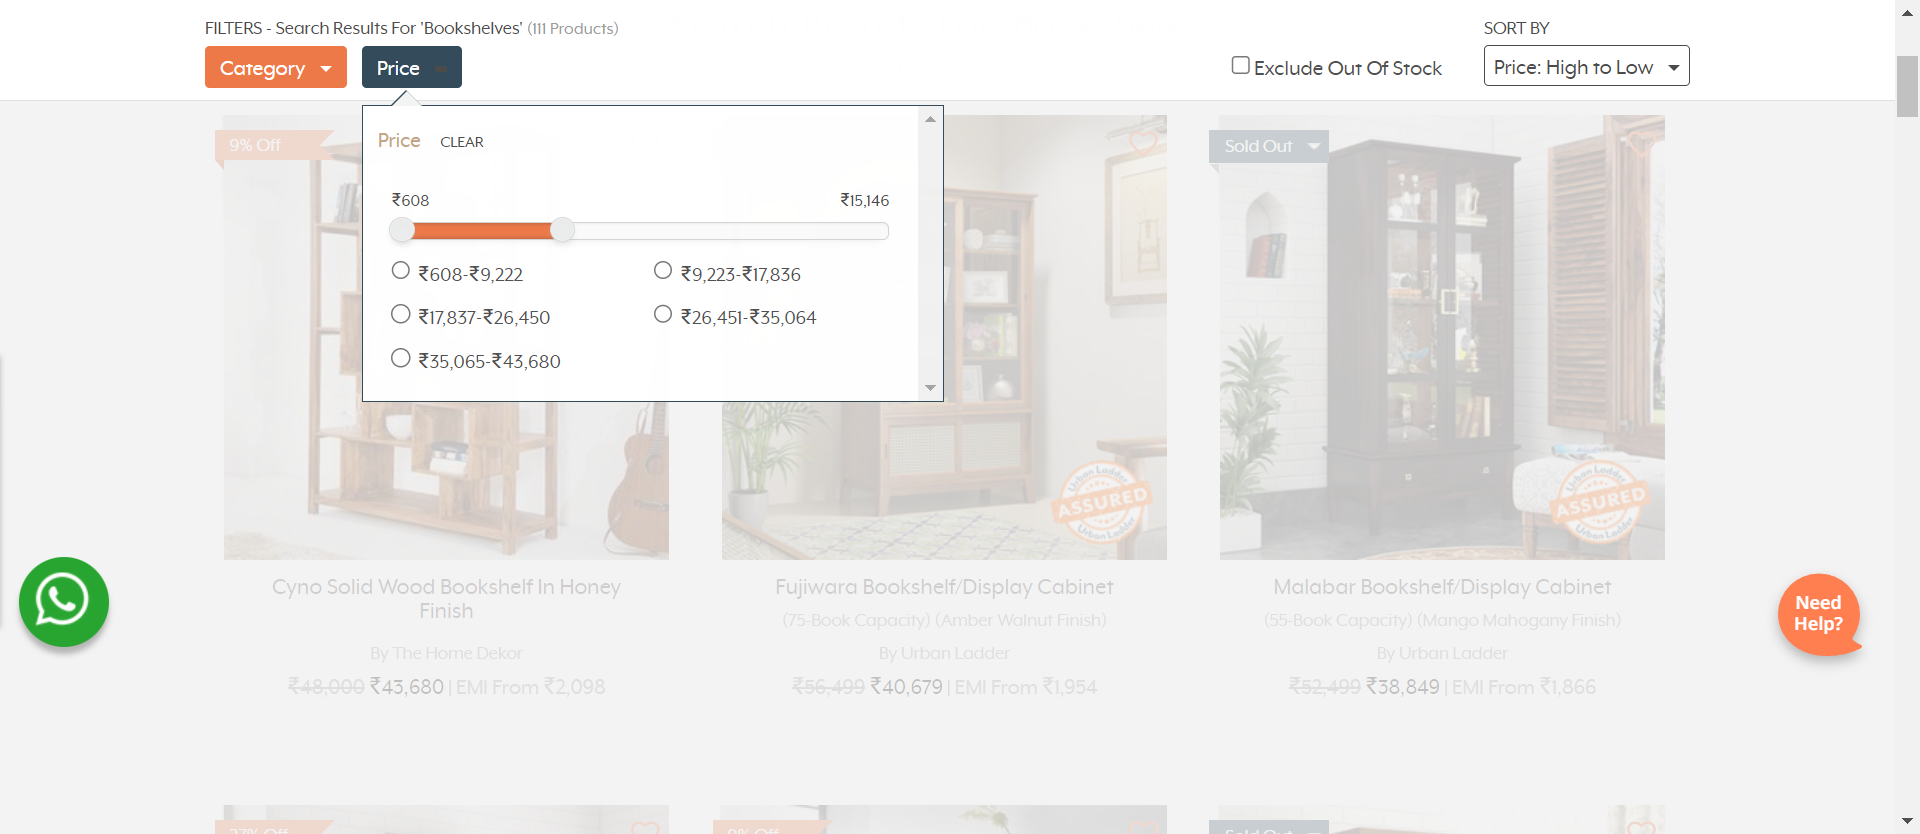 FILTERS - Search Results For 'Bookshelves' (111 Products)
SORT BY
Category
Price
Exclude Out Of Stock
Price: High to Low
Price CLEAR
₹608 ₹15,146
₹608-₹9,222
₹9,223-₹17,836
₹17,837-₹26,450
₹26,451-₹35,064
₹35,065-₹43,680
9% Off
Sold Out
Urban Ladder
ASSURED
Urban Ladder
Urban Ladder
ASSURED
Urban Ladder
Cyno Solid Wood Bookshelf In Honey
Finish
By The Home Dekor
₹48,000 ₹43,680 | EMI From ₹2,098
Fujiwara Bookshelf/Display Cabinet
(75-Book Capacity) (Amber Walnut Finish)
By Urban Ladder
₹56,499 ₹40,679 | EMI From ₹1,954
Malabar Bookshelf/Display Cabinet
(55-Book Capacity) (Mango Mahogany Finish)
By Urban Ladder
₹52,499 ₹38,849 | EMI From ₹1,866
Need
Help?
Sold Out